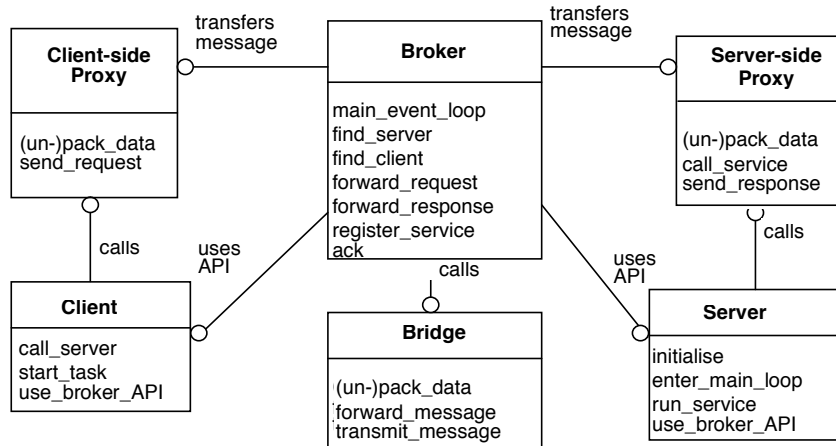 transfers
message
Client-side
Proxy
(un-)pack_data
send_request
Broker
main_event_loop
find_server
find_client
forward_request
forward_response
register_service
ack
transfers
message
Server-side
Proxy
(un-)pack_data
call_service
send_response
calls
uses
API
calls
uses
API
calls
Client
call_server
start_task
use_broker_API
Bridge
(un-)pack_data
forward_message
transmit_message
Server
initialise
enter_main_loop
run_service
use_broker_API